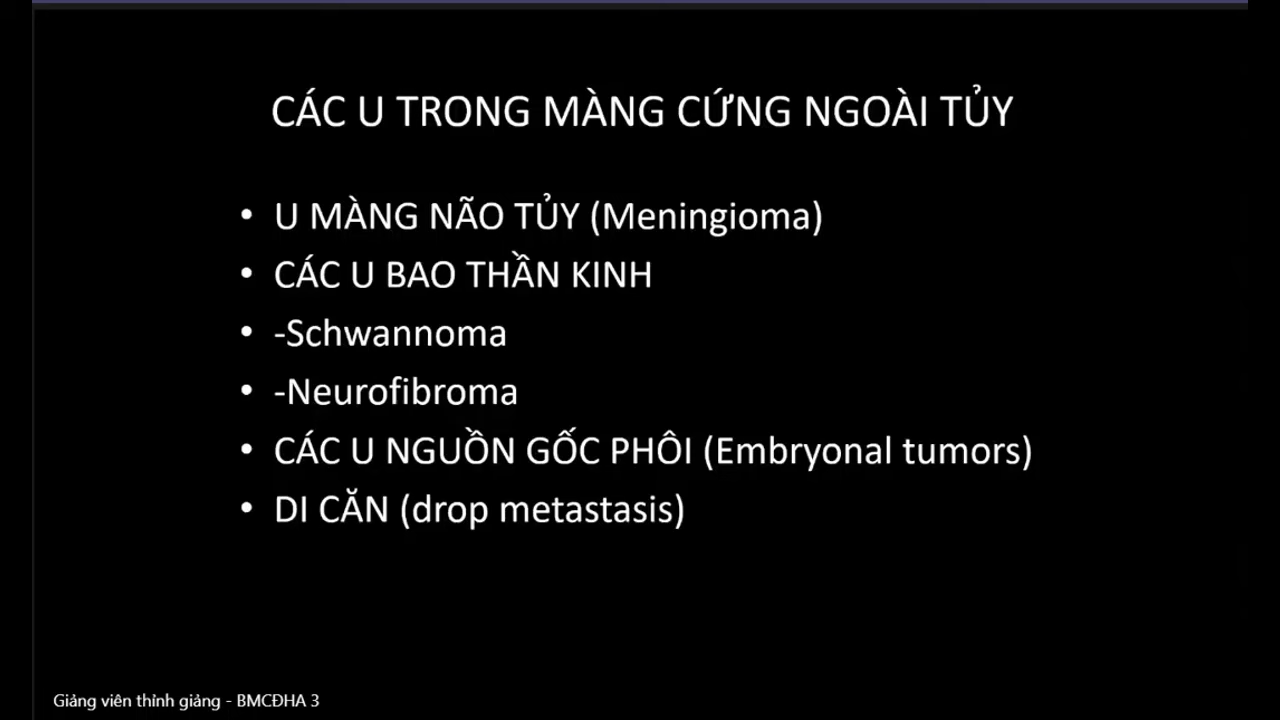 CÁC U TRONG MÀNG CỨNG NGOÀI TỦY
• U MÀNG NÃO TỦY (Meningioma)
• CÁC U BAO THẦN KINH
• -Schwannoma
• -Neurofibroma
• CÁC U NGUỒN GỐC PHÔI (Embryonal tumors)
• DI CĂN (drop metastasis)
Giảng viên thỉnh giảng - BMCĐHA 3